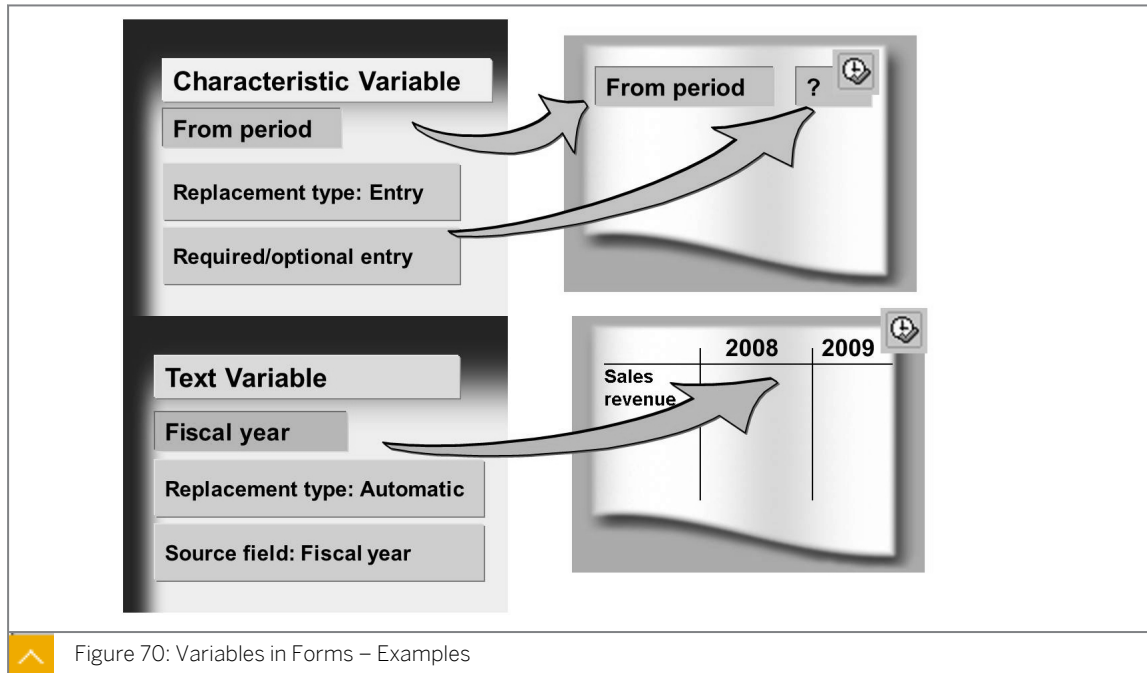 Characteristic Variable
From period
Replacement type: Entry
Required/optional entry
From period ?
Text Variable
Fiscal year
Replacement type: Automatic
Source field: Fiscal year
2008 2009
Sales
revenue
Figure 70: Variables in Forms – Examples